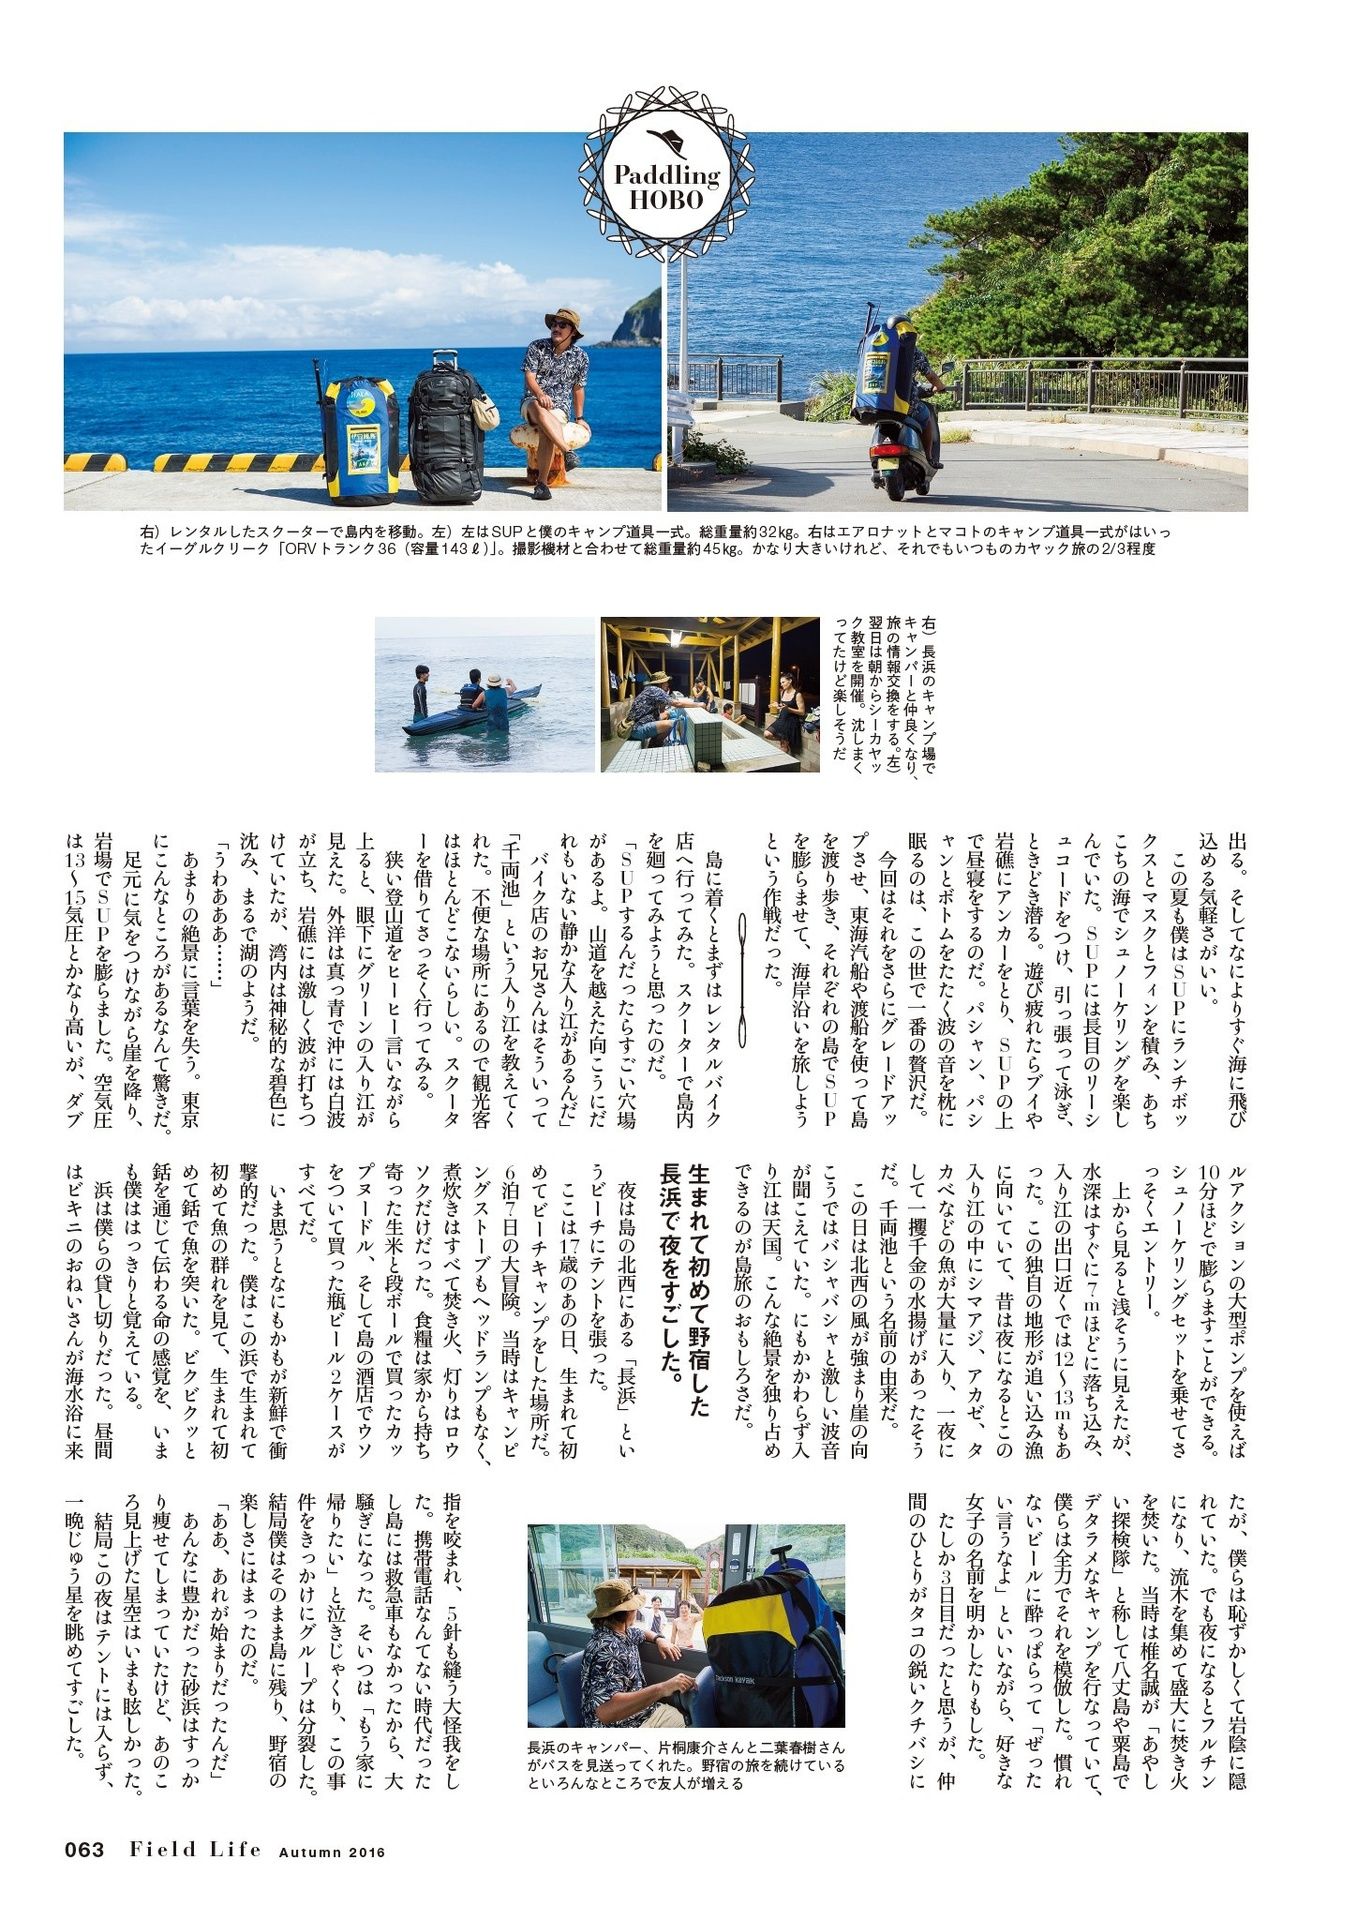 Paddling
HOBO
右）レンタルしたスクーターで島内を移動。左）左はSUPと僕のキャンプ道具一式。総重量約32kg。右はエアロナットとマコトのキャンプ道具一式がはいっ
たイーグルクリーク「ORVトランク36（容量143ℓ）」。撮影機材と合わせて総重量約45kg。かなり大きいけれど、それでもいつものカヤック旅の2/3程度
右）長浜のキャンプ場で
キャンパーと仲良くなり、
旅の情報交換をする。左）
翌日は朝からシーカヤッ
ク教室を開催。沈しまく
ってたけど楽しそうだ
出る。そしてなによりすぐ海に飛び
込める気軽さがいい。
この夏も僕はSUPにランチボッ
クスとマスクとフィンを積み、あち
こちの海でシュノーケリングを楽し
んでいた。SUPには長目のリーシ
ュコードをつけ、引っ張って泳ぎ、
ときどき潜る。遊び疲れたらブイや
岩礁にアンカーをとり、SUPの上
で昼寝をするのだ。パシャン、パシ
ャンとボトムをたたく波の音を枕に
眠るのは、この世で一番の贅沢だ。
今回はそれをさらにグレードアッ
プさせ、東海汽船や渡船を使って島
を渡り歩き、それぞれの島でSUP
を膨らませて、海岸沿いを旅しよう
という作戦だった。
島に着くとまずはレンタルバイク
店へ行ってみた。スクーターで島内
を廻ってみようと思ったのだ。
「SUPするんだったらすごい穴場
があるよ。山道を越えた向こうにだ
れもいない静かな入り江があるんだ」
バイク店のお兄さんはそういって
「千両池」という入り江を教えてく
れた。不便な場所にあるので観光客
はほとんどこないらしい。スクータ
ーを借りてさっそく行ってみる。
狭い登山道をヒーヒー言いながら
上ると、眼下にグリーンの入り江が
見えた。外洋は真っ青で沖には白波
が立ち、岩礁には激しく波が打ちつ
けていたが、湾内は神秘的な碧色に
沈み、まるで湖のようだ。
「うわあああ……」
あまりの絶景に言葉を失う。東京
にこんなところがあるなんて驚きだ。
足元に気をつけながら崖を降り、
岩場でSUPを膨らました。空気圧
は13〜15気圧とかなり高いが、ダブ
ルアクションの大型ポンプを使えば
10分ほどで膨らますことができる。
シュノーケリングセットを乗せてさ
っそくエントリー。
上から見ると浅そうに見えたが、
水深はすぐに7mほどに落ち込み、
入り江の出口近くでは12〜13mもあ
った。この独自の地形が追い込み漁
に向いていて、昔は夜になるとこの
入り江の中にシマアジ、アカゼ、タ
カベなどの魚が大量に入り、一夜に
して一攫千金の水揚げがあったそう
だ。千両池という名前の由来だ。
この日は北西の風が強まり崖の向
こうではバシャバシャと激しい波音
が聞こえていた。にもかかわらず入
り江は天国。こんな絶景を独り占め
できるのが島旅のおもしろさだ。
生まれて初めて野宿した
長浜で夜をすごした。
夜は島の北西にある「長浜」とい
うビーチにテントを張った。
ここは17歳のあの日、生まれて初
めてビーチキャンプをした場所だ。
6泊7日の大冒険。当時はキャンピ
ングストーブもヘッドランプもなく、
煮炊きはすべて焚き火、灯りはロウ
ソクだけだった。食糧は家から持ち
寄った生米と段ボールで買ったカッ
プヌードル、そして島の酒店でウソ
をついて買った瓶ビール2ケースが
すべてだ。
いま思うとなにもかもが新鮮で衝
撃的だった。僕はこの浜で生まれて
初めて魚の群れを見て、生まれて初
めて銛で魚を突いた。ビクビクッと
銛を通じて伝わる命の感覚を、いま
も僕ははっきりと覚えている。
浜は僕らの貸し切りだった。昼間
はビキニのおねいさんが海水浴に来
たが、僕らは恥ずかしくて岩陰に隠
れていた。でも夜になるとフルチン
になり、流木を集めて盛大に焚き火
を焚いた。当時は椎名誠が「あやし
い探検隊」と称して八丈島や粟島で
デタラメなキャンプを行なっていて、
僕らは全力でそれを模倣した。慣れ
ないビールに酔っぱらって「ぜった
い言うなよ」といいながら、好きな
女子の名前を明かしたりもした。
たしか3日目だったと思うが、仲
間のひとりがタコの鋭いクチバシに
Jackson kayak
長浜のキャンパー、片桐康介さんと二葉春樹さん
がバスを見送ってくれた。野宿の旅を続けている
といろんなところで友人が増える
指を咬まれ、5針も縫う大怪我をし
た。携帯電話なんてない時代だった
し島には救急車もなかったから、大
騒ぎになった。そいつは「もう家に
帰りたい」と泣きじゃくり、この事
件をきっかけにグループは分裂した。
結局僕はそのまま島に残り、野宿の
楽しさにはまったのだ。
「ああ、あれが始まりだったんだ」
あんなに豊かだった砂浜はすっか
り痩せてしまっていたけど、あのこ
ろ見上げた星空はいまも眩しかった。
結局この夜はテントには入らず、
一晩じゅう星を眺めてすごした。
063 Field Life Autumn 2016